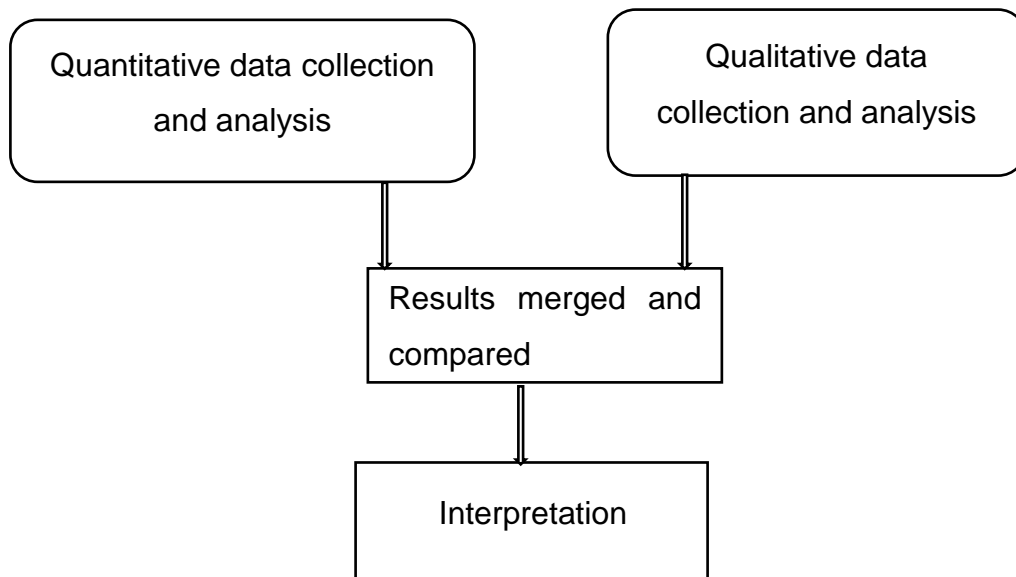 Quantitative data collection
and analysis
Qualitative data
collection and analysis
Results merged and
compared
Interpretation